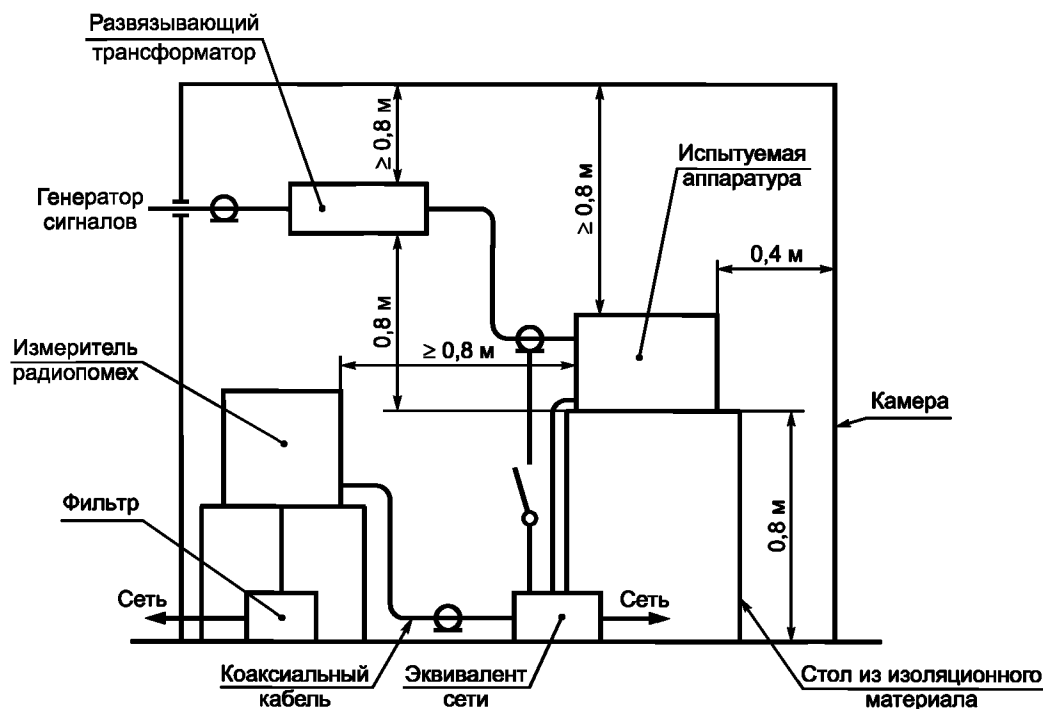 Развязывающий
трансформатор
≥ 0,8 м
≥ 0,8 м
Испытуемая
аппаратура
Генератор
сигналов
0,4 м
0,8 м
Измеритель
радиопомех
≥ 0,8 м
Камера
Фильтр
0,8 м
Сеть
Сеть
Коаксиальный
кабель
Эквивалент
сети
Стол из изоляционного
материала